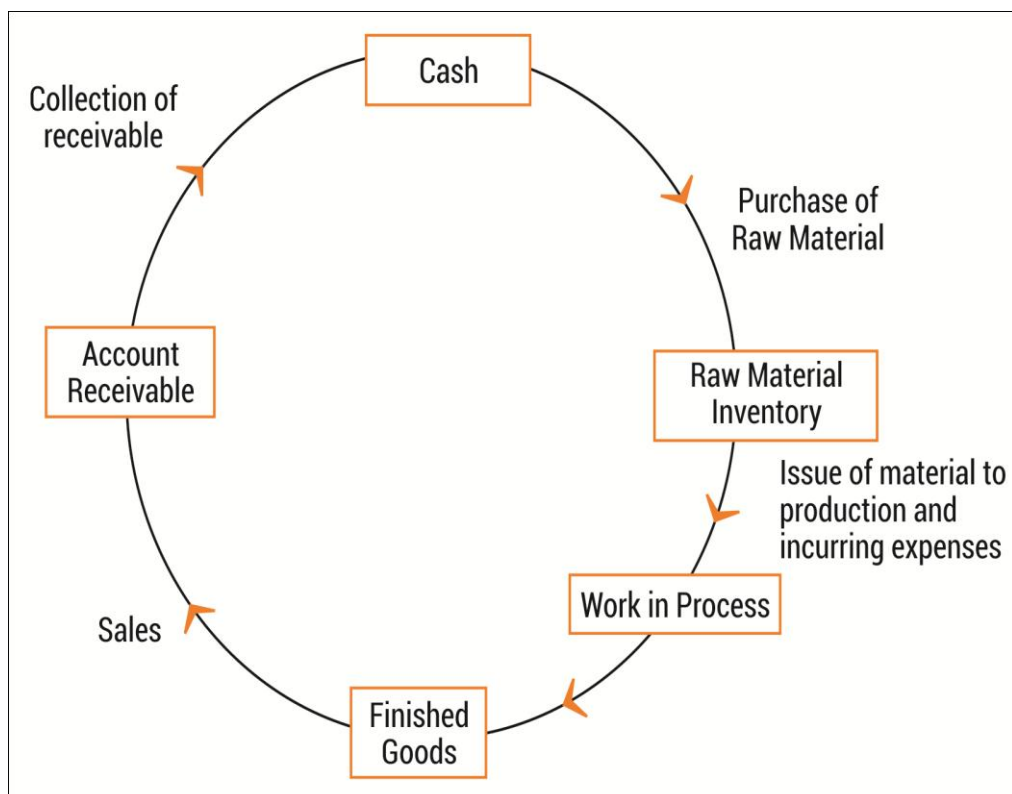 Cash
Purchase of
Raw Material
Raw Material
Inventory
Issue of material to
production and
incurring expenses
Work in Process
Finished
Goods
Sales
Account
Receivable
Collection of
receivable